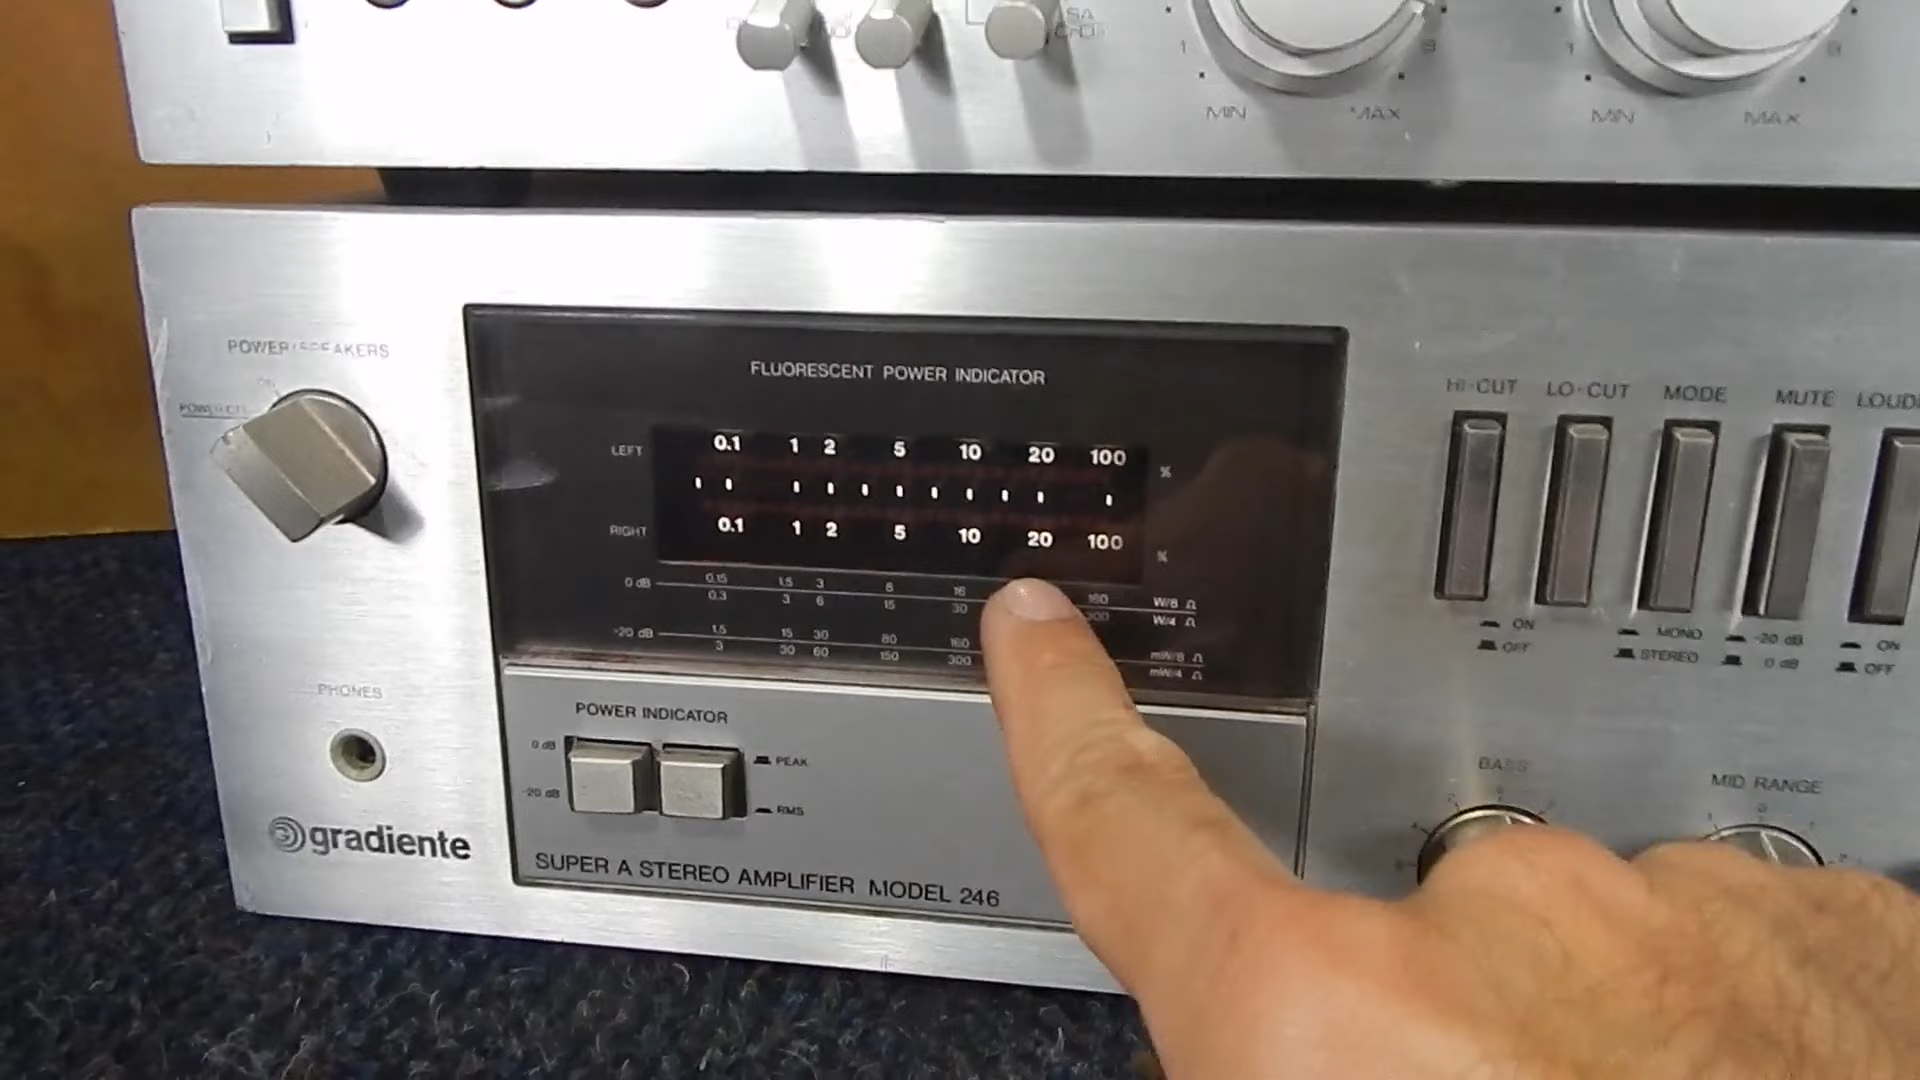 1
MIN MAX
1
MIN MAX
POWER/SPEAKERS
FLUORESCENT POWER INDICATOR
LEFT 0.1 1 2 5 10 20 100 %
RIGHT 0.1 1 2 5 10 20 100 %
0 dB 0.15 1.5 3 8 16 160 W/8 Ω
0.3 3 6 15 30 300 W/4 Ω
-20 dB 1.5 15 30 80 160 mW/8 Ω
3 30 60 150 300 mW/4 Ω
HI-CUT LO-CUT MODE MUTE
ON MONO -20 dB ON
OFF STEREO 0 dB OFF
PHONES
POWER INDICATOR
0 dB PEAK
-20 dB RMS
BASS MID RANGE
gradiente
SUPER A STEREO AMPLIFIER MODEL 246